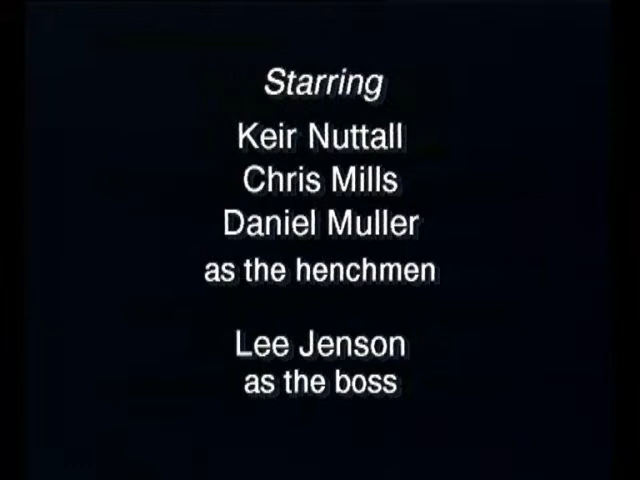 Starring
Keir Nuttall
Chris Mills
Daniel Muller
as the henchmen
Lee Jenson
as the boss